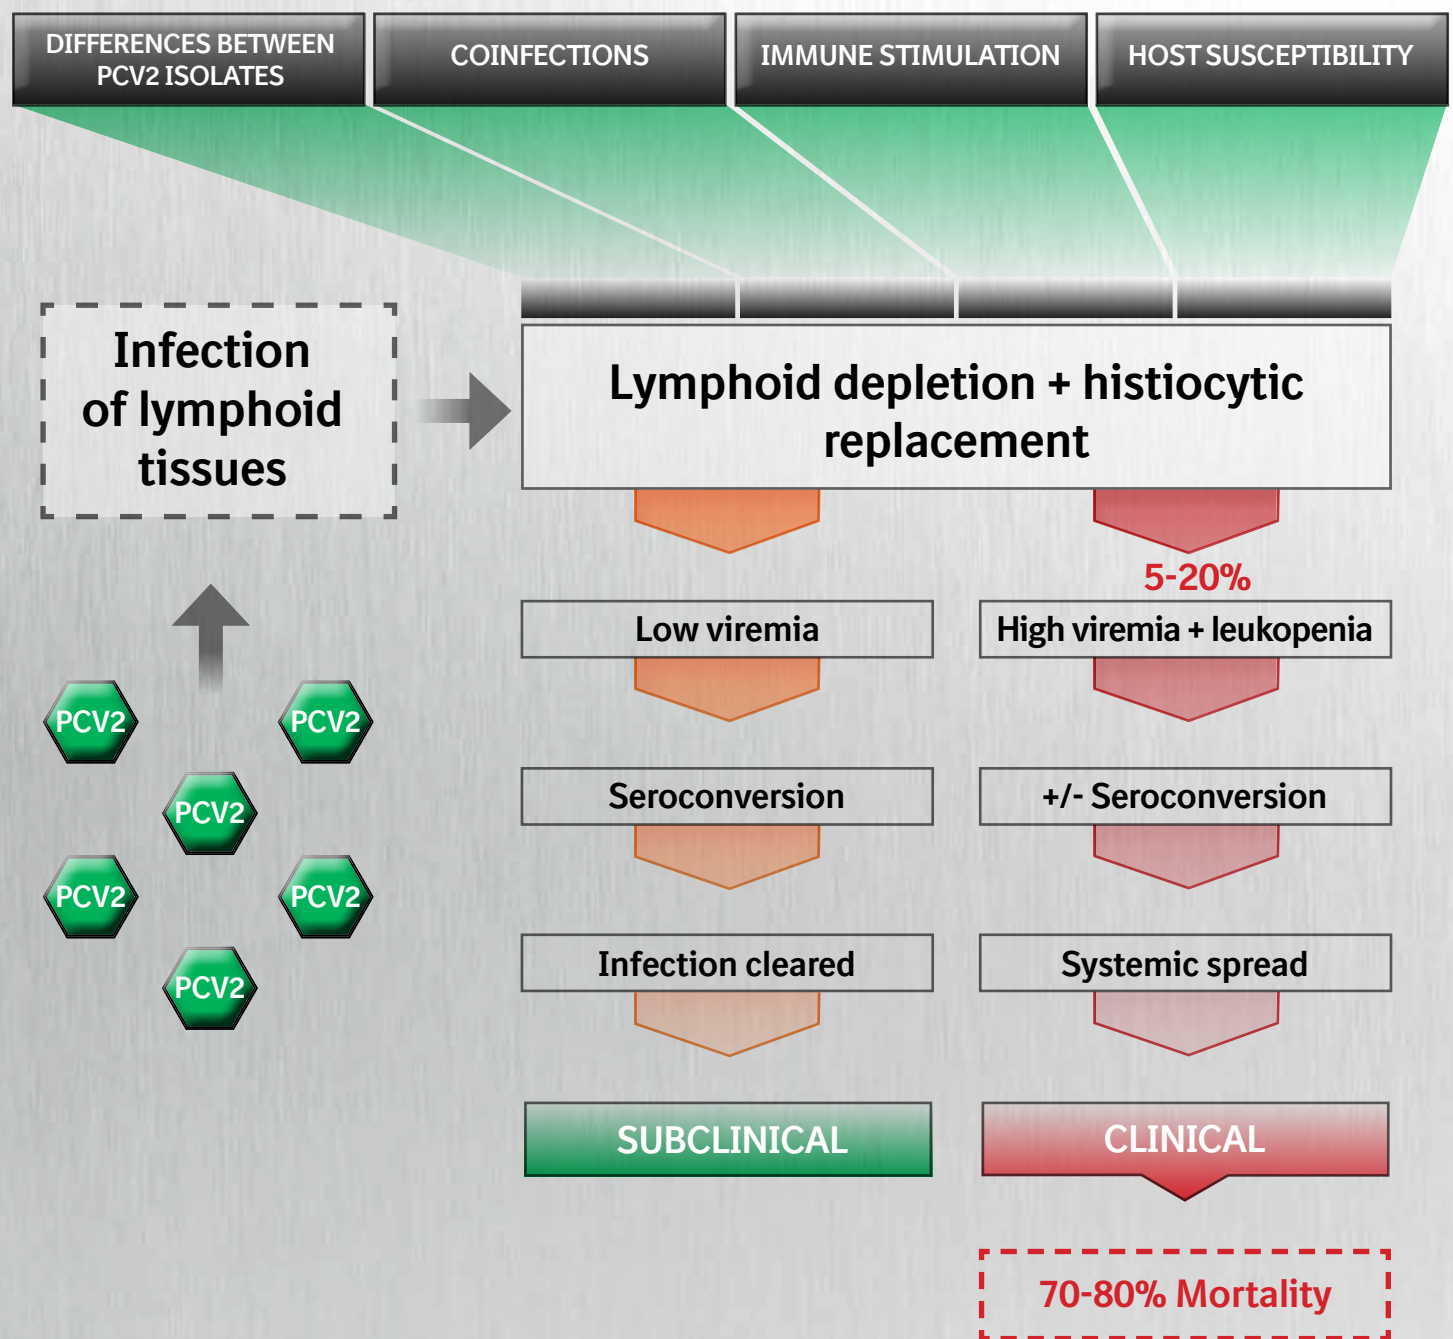 DIFFERENCES BETWEEN
PCV2 ISOLATES
COINFECTIONS
IMMUNE STIMULATION
HOST SUSCEPTIBILITY
Infection
of lymphoid
tissues
Lymphoid depletion + histiocytic
replacement
5-20%
Low viremia
High viremia + leukopenia
PCV2
PCV2
PCV2
PCV2
PCV2
PCV2
Seroconversion
+/- Seroconversion
Infection cleared
Systemic spread
SUBCLINICAL
CLINICAL
70-80% Mortality